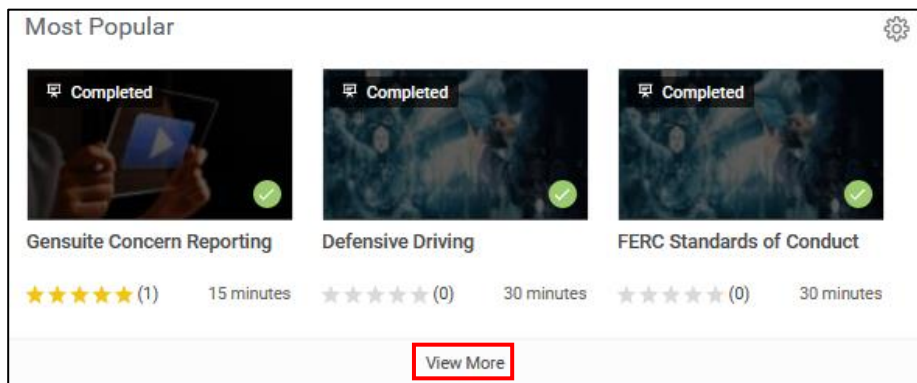 Most Popular
Completed Completed Completed
Gensuite Concern Reporting Defensive Driving FERC Standards of Conduct
(1) 15 minutes (0) 30 minutes (0) 30 minutes
View More